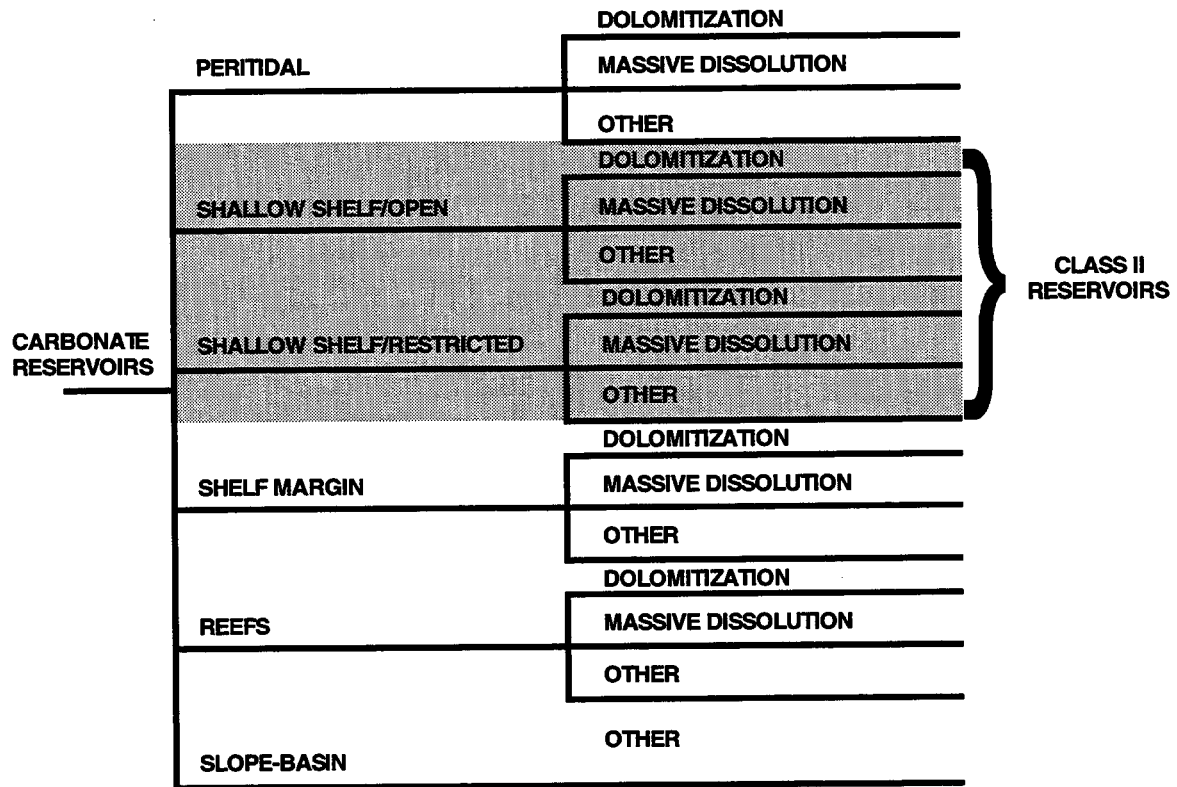 CARBONATE
RESERVOIRS
PERITIDAL
DOLOMITIZATION
MASSIVE DISSOLUTION
OTHER
SHALLOW SHELF/OPEN
DOLOMITIZATION
MASSIVE DISSOLUTION
OTHER
SHALLOW SHELF/RESTRICTED
DOLOMITIZATION
MASSIVE DISSOLUTION
OTHER
CLASS II
RESERVOIRS
SHELF MARGIN
DOLOMITIZATION
MASSIVE DISSOLUTION
OTHER
REEFS
DOLOMITIZATION
MASSIVE DISSOLUTION
OTHER
SLOPE-BASIN
OTHER